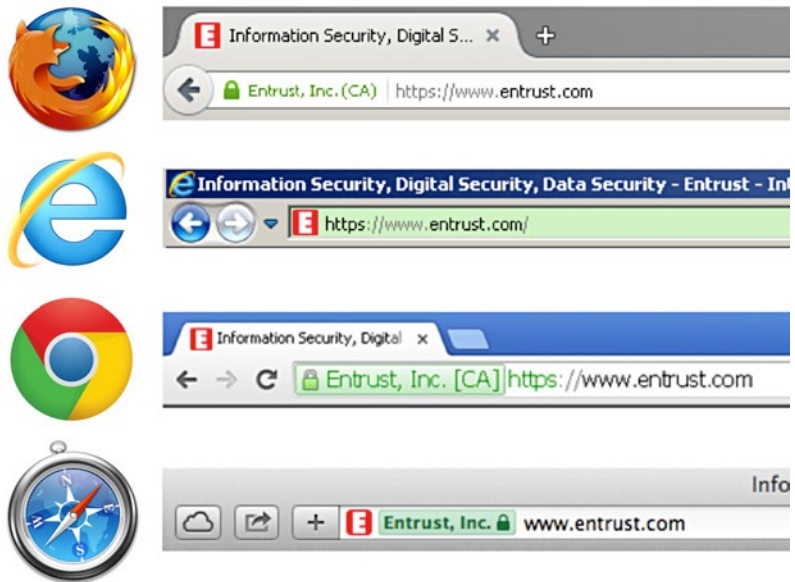 E Information Security, Digital S...
Entrust, Inc. (CA) https://www.entrust.com
Information Security, Digital Security, Data Security - Entrust - Int
E https://www.entrust.com/
E Information Security, Digital
Entrust, Inc. [CA] https://www.entrust.com
Info
E Entrust, Inc. www.entrust.com
N
E
S
W